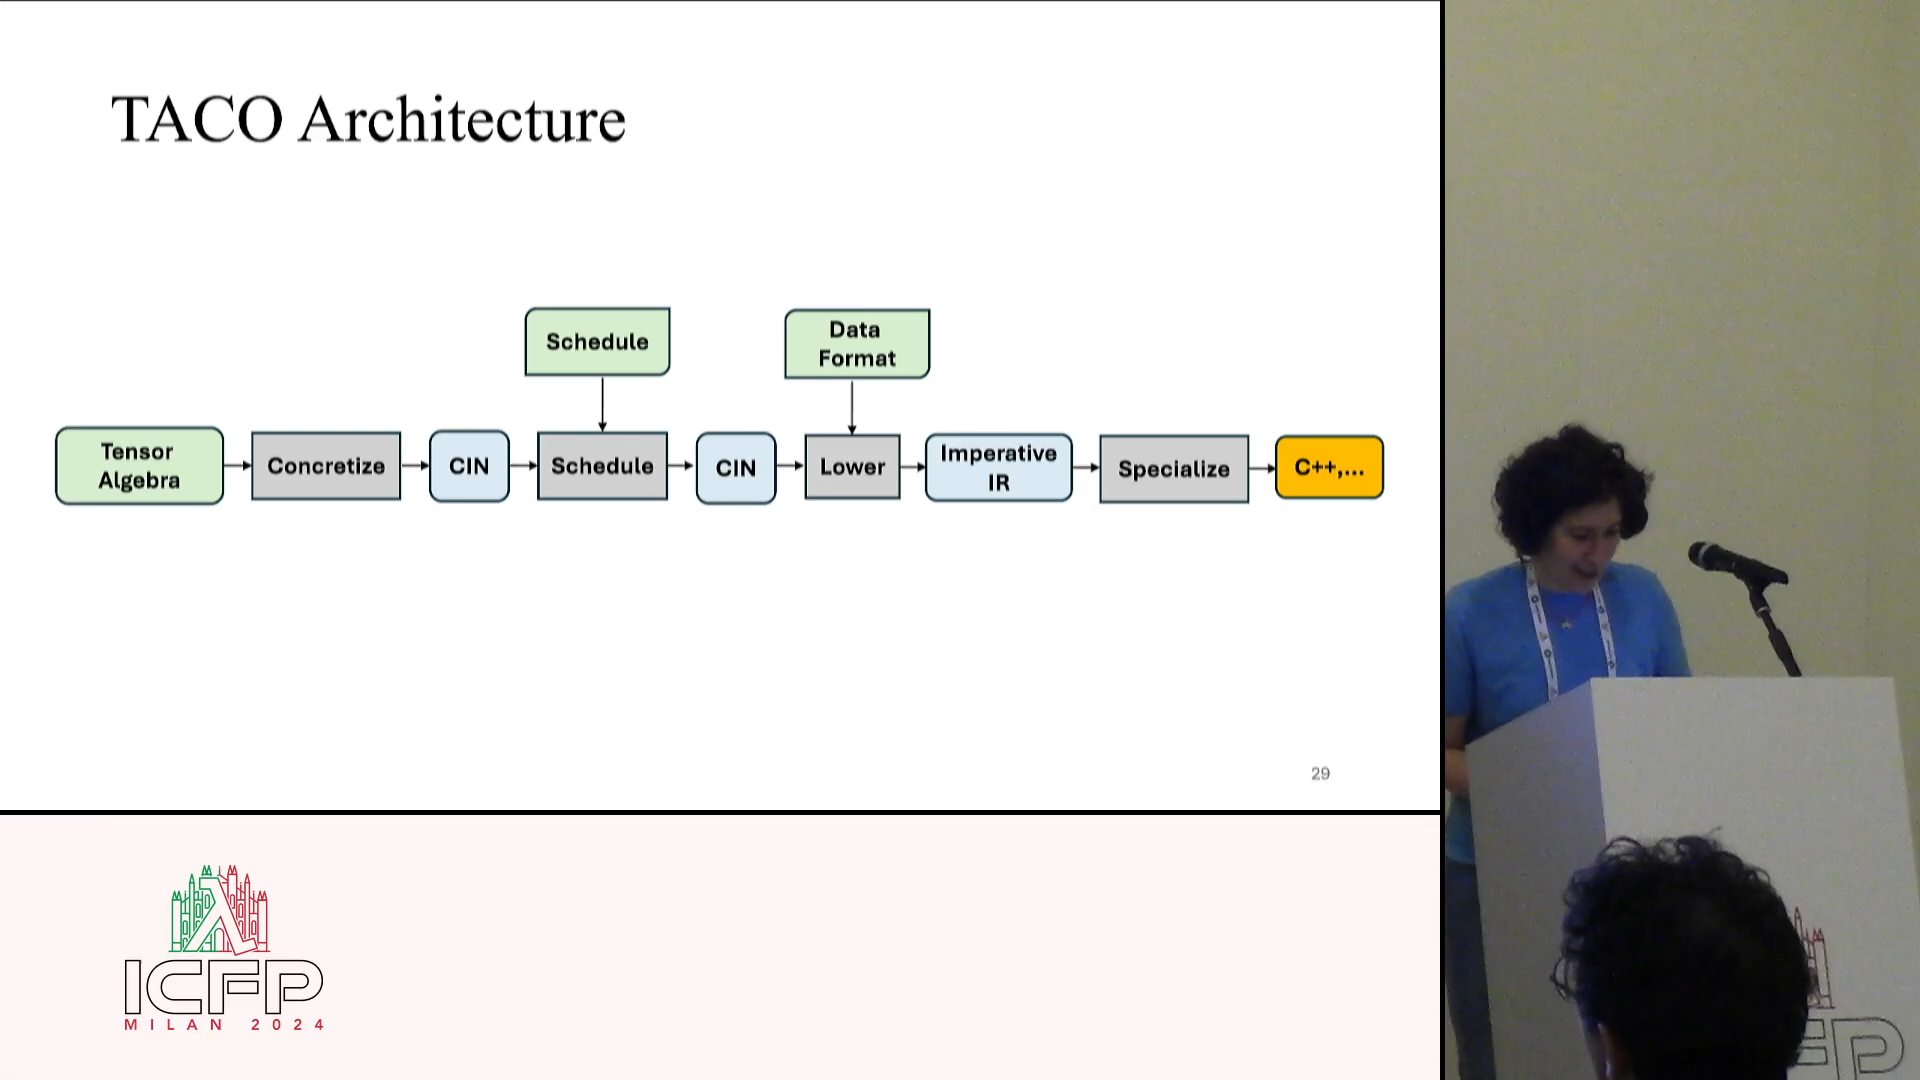 TACO Architecture
Schedule
Data
Format
Tensor
Algebra
Concretize
CIN
Schedule
CIN
Lower
Imperative
IR
Specialize
C++,...
29
ICFP
MILAN 2024
FP